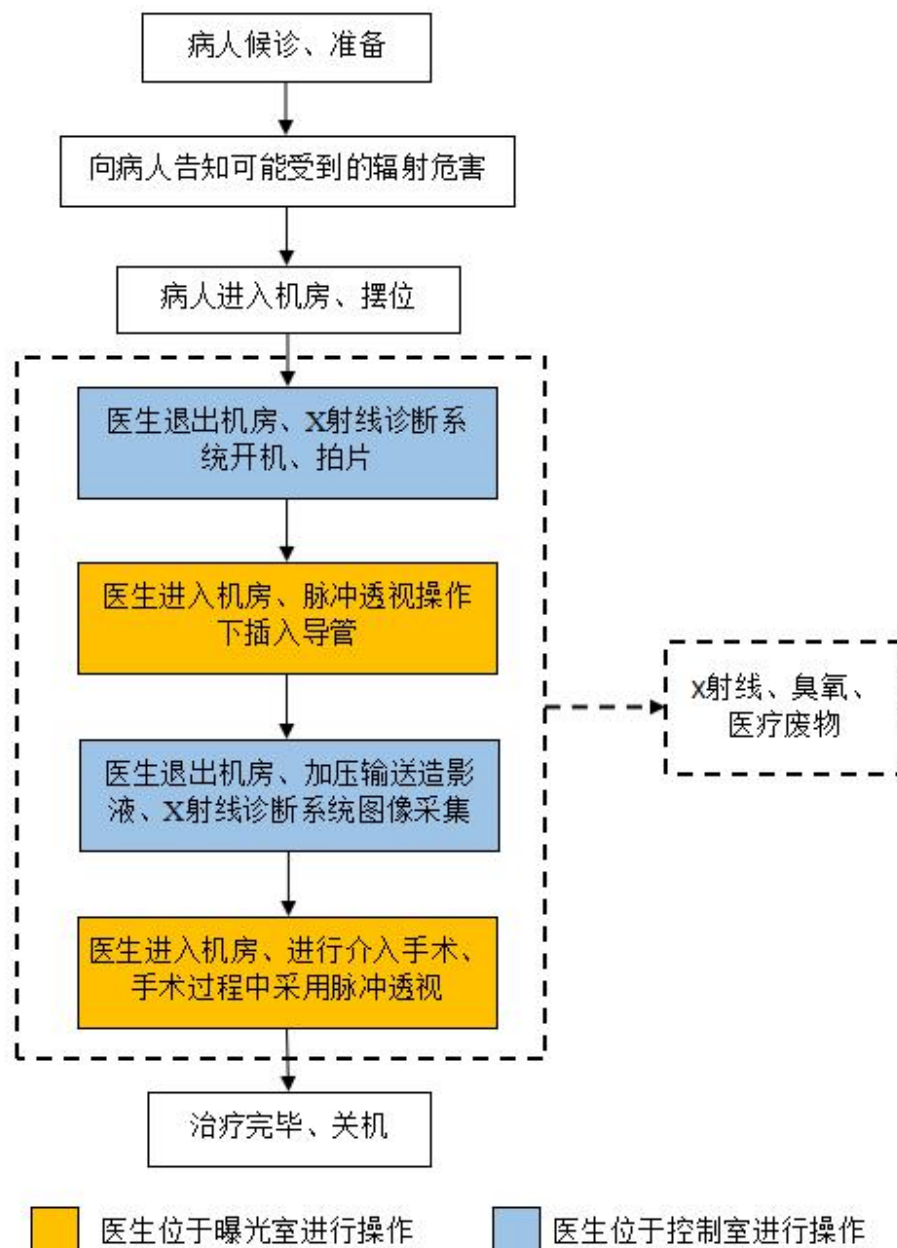 病人候诊、准备
向病人告知可能受到的辐射危害
病人进入机房、摆位
医生退出机房、X射线诊断系
统开机、拍片
医生进入机房、脉冲透视操作
下插入导管
医生退出机房、加压输送造影
液、X射线诊断系统图像采集
医生进入机房、进行介入手术、
手术过程中采用脉冲透视
X射线、臭氧、
医疗废物
治疗完毕、关机
医生位于曝光室进行操作
医生位于控制室进行操作